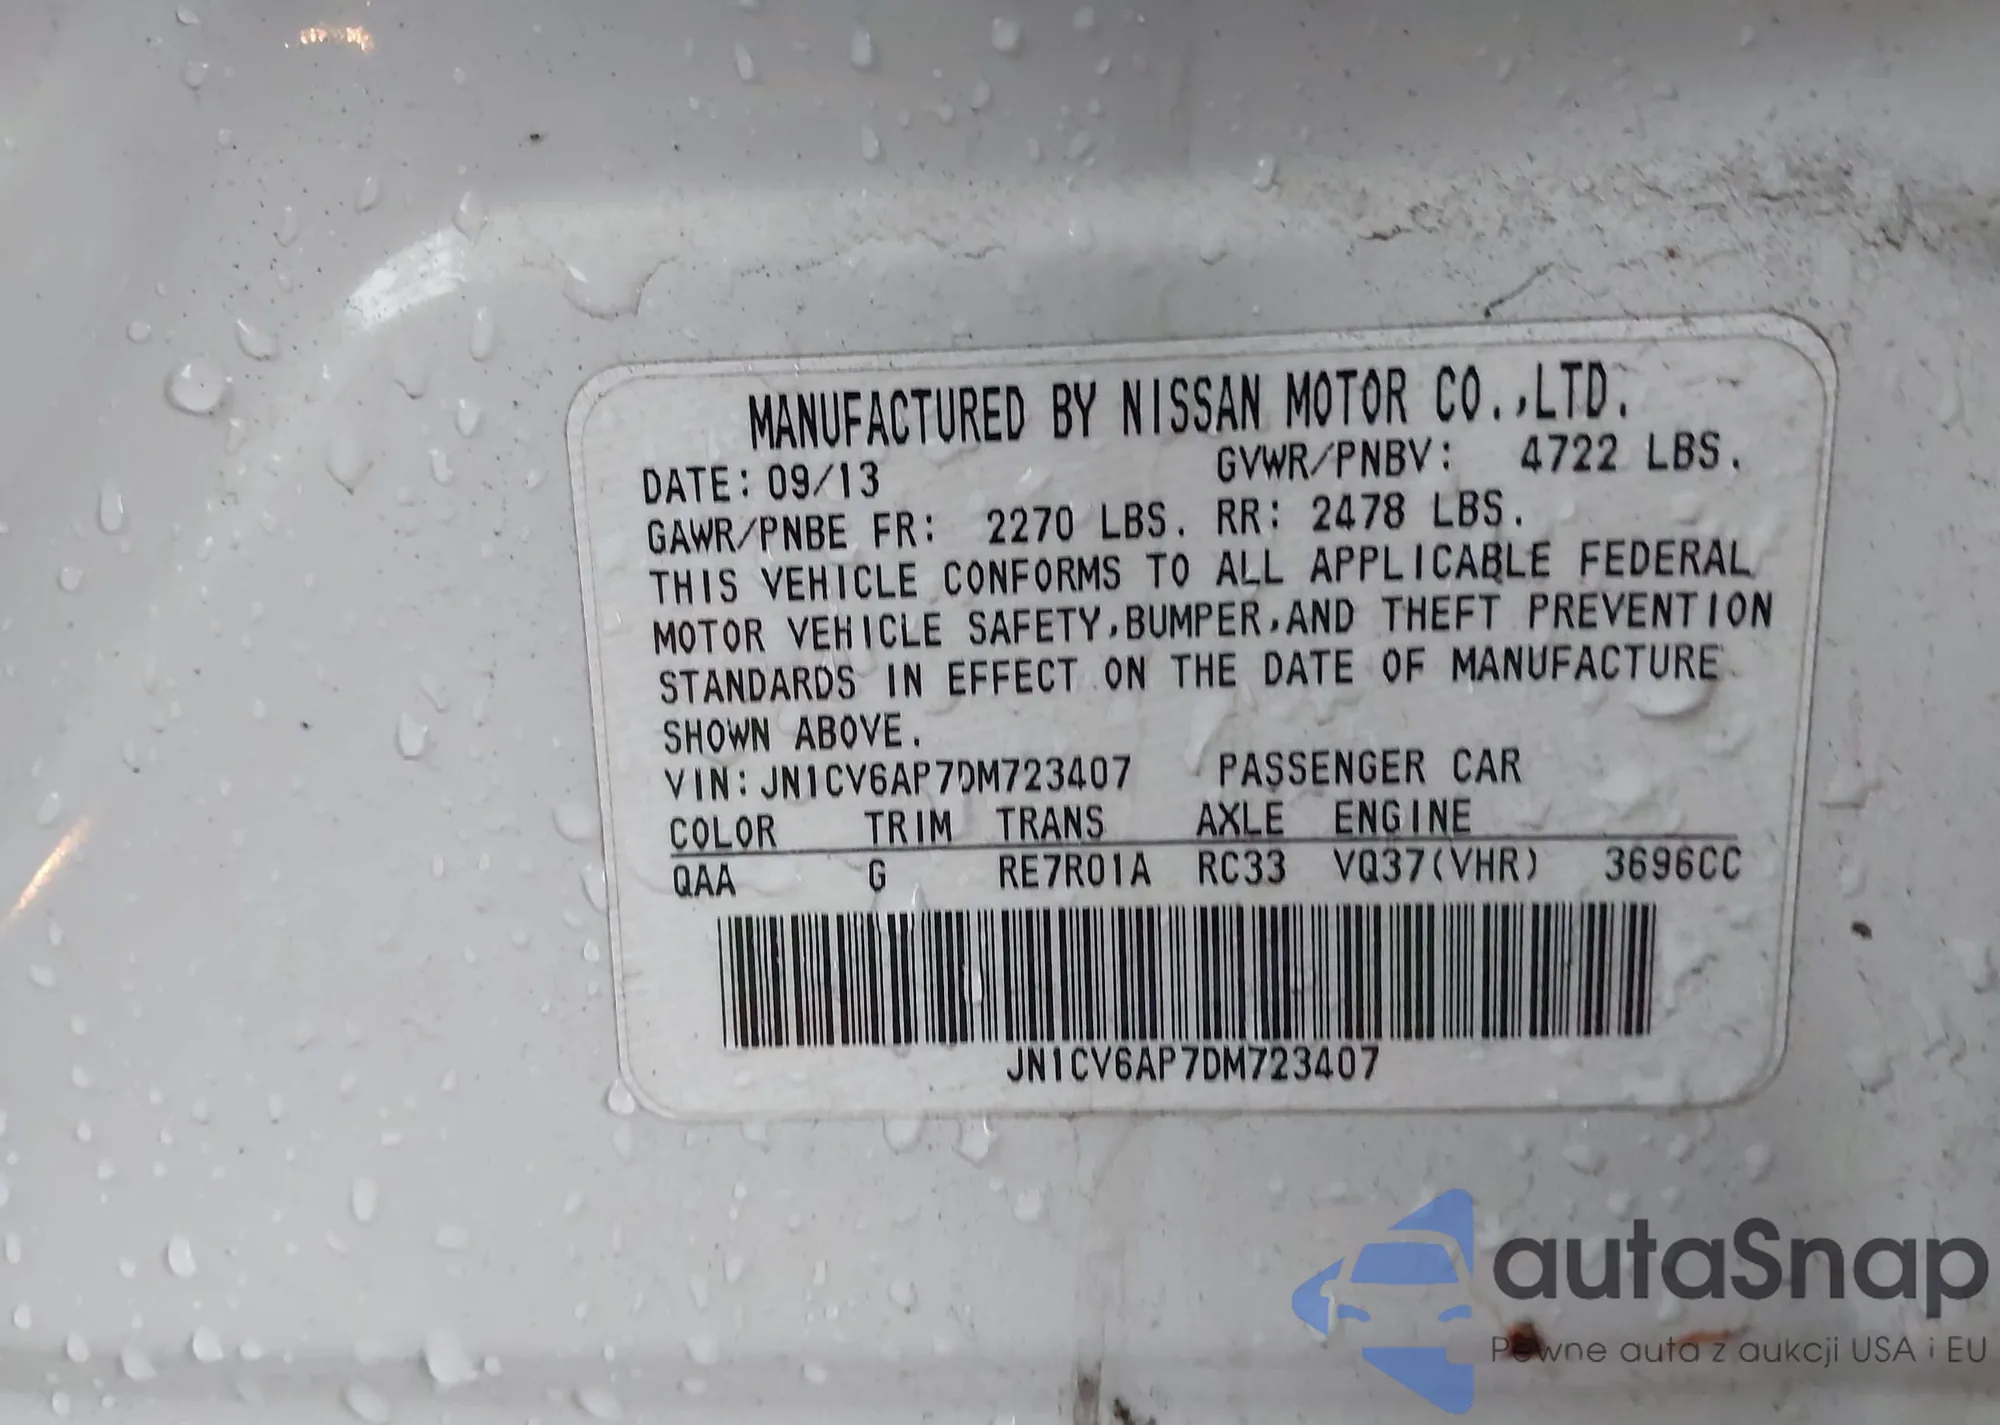 MANUFACTURED BY NISSAN MOTOR CO.,LTD.
DATE: 09/13 GVWR/PNBV: 4722 LBS.
GAWR/PNBE FR: 2270 LBS. RR: 2478 LBS.
THIS VEHICLE CONFORMS TO ALL APPLICABLE FEDERAL
MOTOR VEHICLE SAFETY,BUMPER,AND THEFT PREVENTION
STANDARDS IN EFFECT ON THE DATE OF MANUFACTURE
SHOWN ABOVE.
VIN:JN1CV6AP7DM723407 PASSENGER CAR
COLOR TRIM TRANS AXLE ENGINE
QAA G RE7R01A RC33 VQ37(VHR) 3696CC
JN1CV6AP7DM723407
autaSnap
Pewne auta z aukcji USA i EU